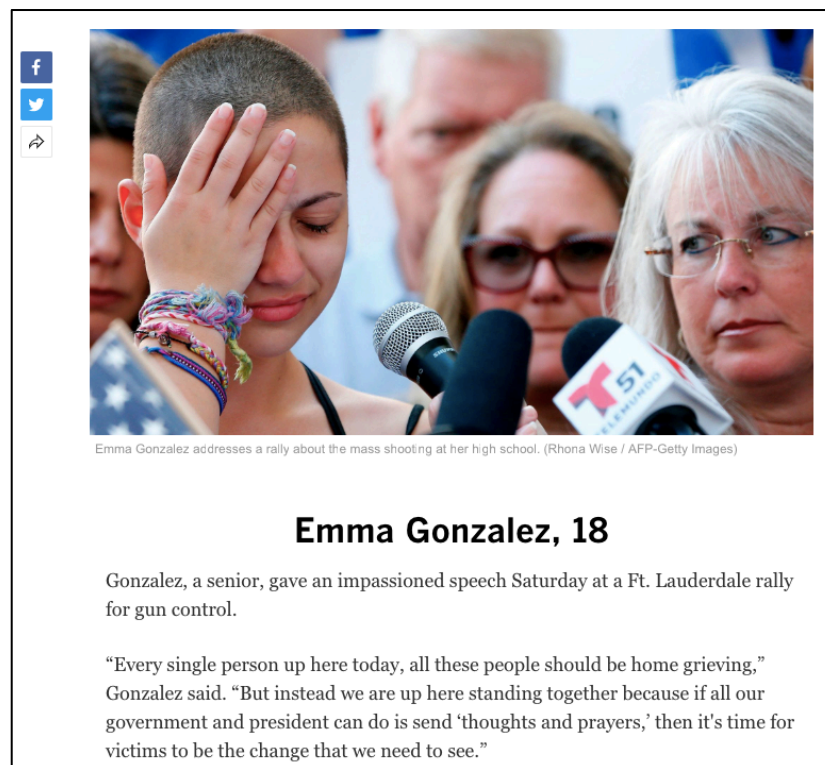 51
TELEMUNDO
Emma Gonzalez addresses a rally about the mass shooting at her high school. (Rhona Wise / AFP-Getty Images)
Emma Gonzalez, 18
Gonzalez, a senior, gave an impassioned speech Saturday at a Ft. Lauderdale rally
for gun control.
“Every single person up here today, all these people should be home grieving,”
Gonzalez said. “But instead we are up here standing together because if all our
government and president can do is send ‘thoughts and prayers,’ then it's time for
victims to be the change that we need to see.”